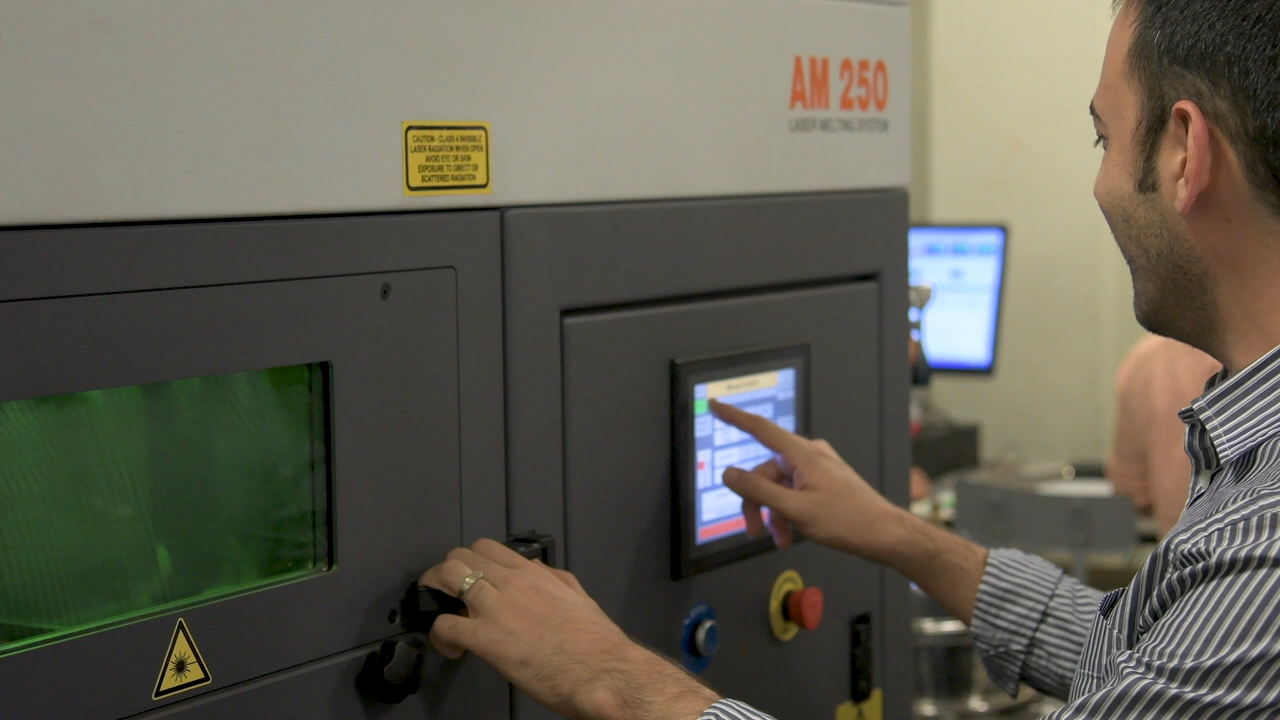 AM 250
LASER MELTING SYSTEM
CAUTION - CLASS 4 INVISIBLE
LASER RADIATION WHEN OPEN
AVOID EYE OR SKIN
EXPOSURE TO DIRECT OR
SCATTERED RADIATION